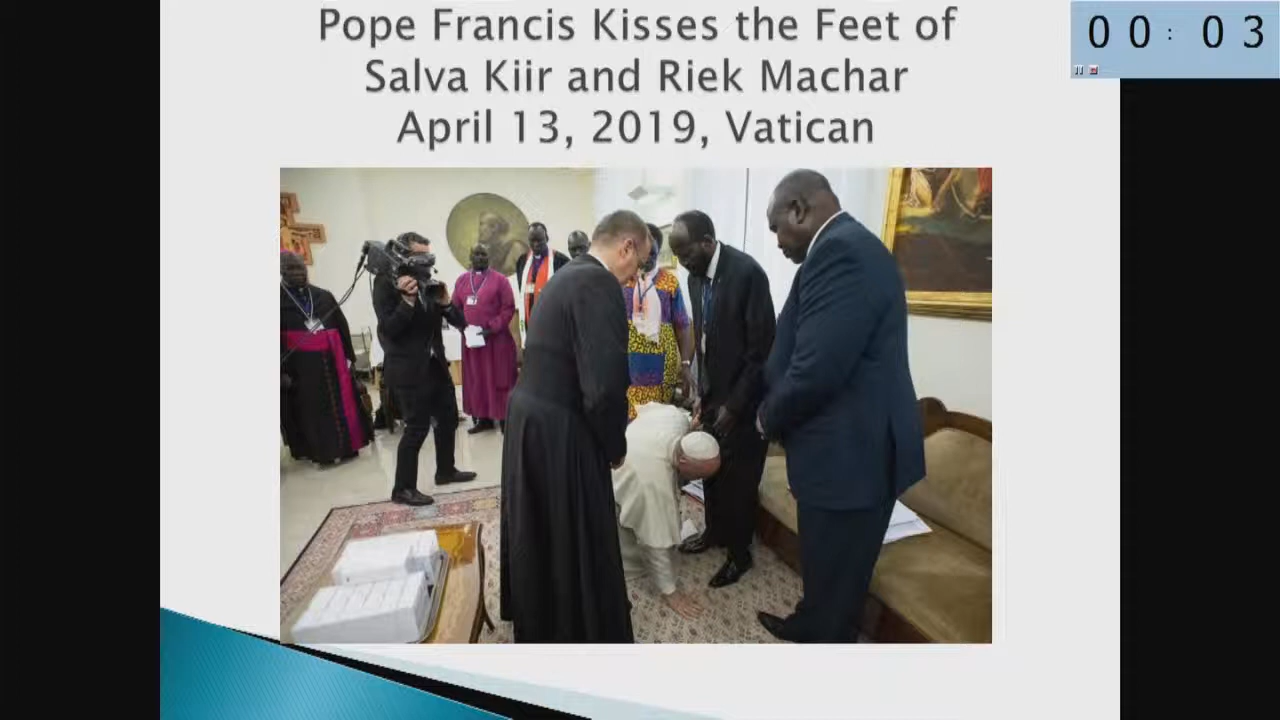 Pope Francis Kisses the Feet of
Salva Kiir and Riek Machar
April 13, 2019, Vatican
00:03